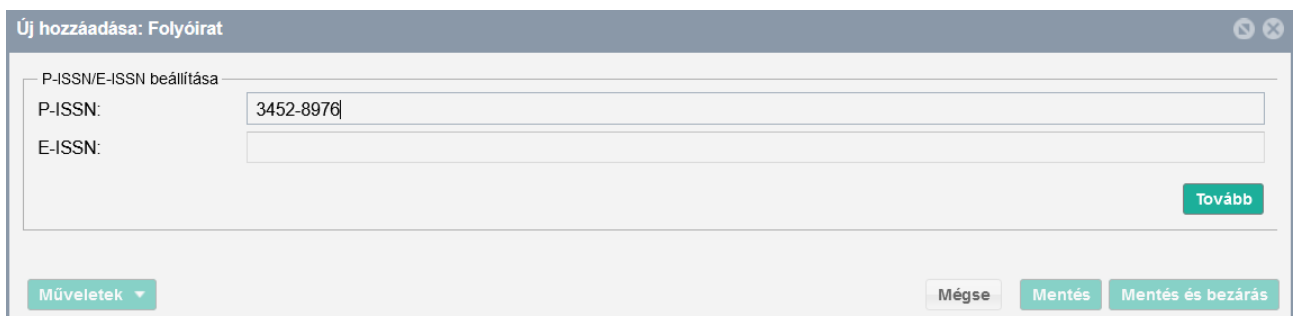 Új hozzáadása: Folyóirat
P-ISSN/E-ISSN beállítása
P-ISSN: 3452-8976
E-ISSN:
Tovább
Műveletek Mégse Mentés Mentés és bezárás